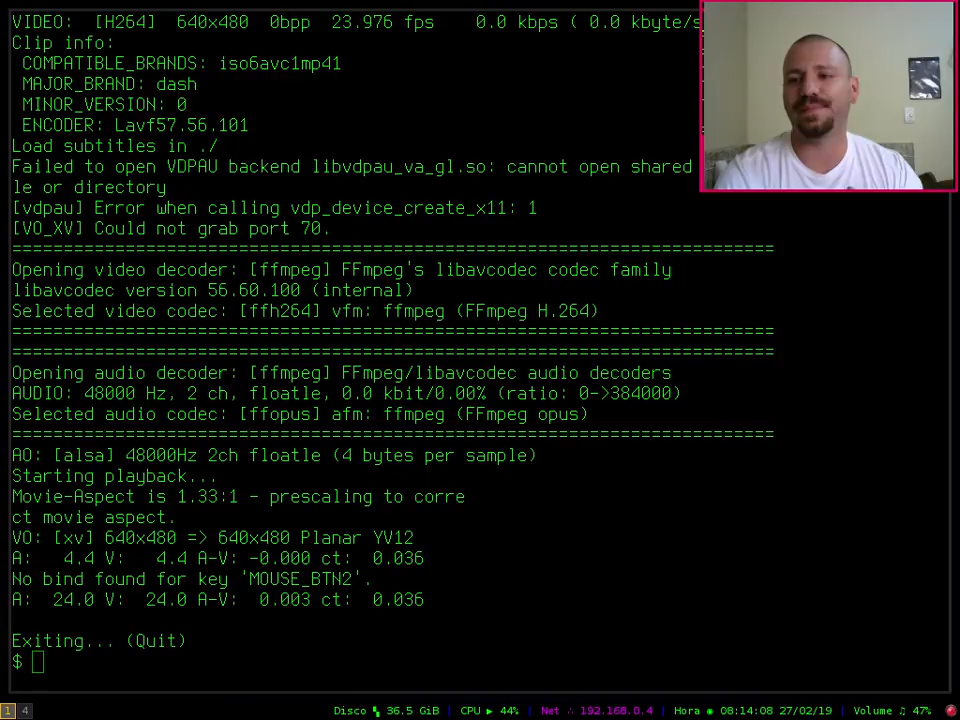 VIDEO:  [H264]  640x480  0bpp  23.976 fps    0.0 kbps ( 0.0 kbyte/s
Clip info:
 COMPATIBLE_BRANDS: iso6avc1mp41
 MAJOR_BRAND: dash
 MINOR_VERSION: 0
 ENCODER: Lavf57.56.101
Load subtitles in ./
Failed to open VDPAU backend libvdpau_va_gl.so: cannot open shared
le or directory
[vdpau] Error when calling vdp_device_create_x11: 1
[VO_XV] Could not grab port 70.
==========================================================================
Opening video decoder: [ffmpeg] FFmpeg's libavcodec codec family
libavcodec version 56.60.100 (internal)
Selected video codec: [ffh264] vfm: ffmpeg (FFmpeg H.264)
==========================================================================
==========================================================================
Opening audio decoder: [ffmpeg] FFmpeg/libavcodec audio decoders
AUDIO: 48000 Hz, 2 ch, floatle, 0.0 kbit/0.00% (ratio: 0->384000)
Selected audio codec: [ffopus] afm: ffmpeg (FFmpeg opus)
==========================================================================
AO: [alsa] 48000Hz 2ch floatle (4 bytes per sample)
Starting playback...
Movie-Aspect is 1.33:1 - prescaling to corre
ct movie aspect.
VO: [xv] 640x480 => 640x480 Planar YV12
A:   4.4 V:   4.4 A-V: -0.000 ct:  0.036
No bind found for key 'MOUSE_BTN2'.
A:  24.0 V:  24.0 A-V:  0.003 ct:  0.036
Exiting... (Quit)
$
1 4 Disco 36.5 GiB | CPU ▶ 44% | Net ∴ 192.168.0.4 | Hora ◉ 08:14:08 27/02/19 | Volume ♫ 47%